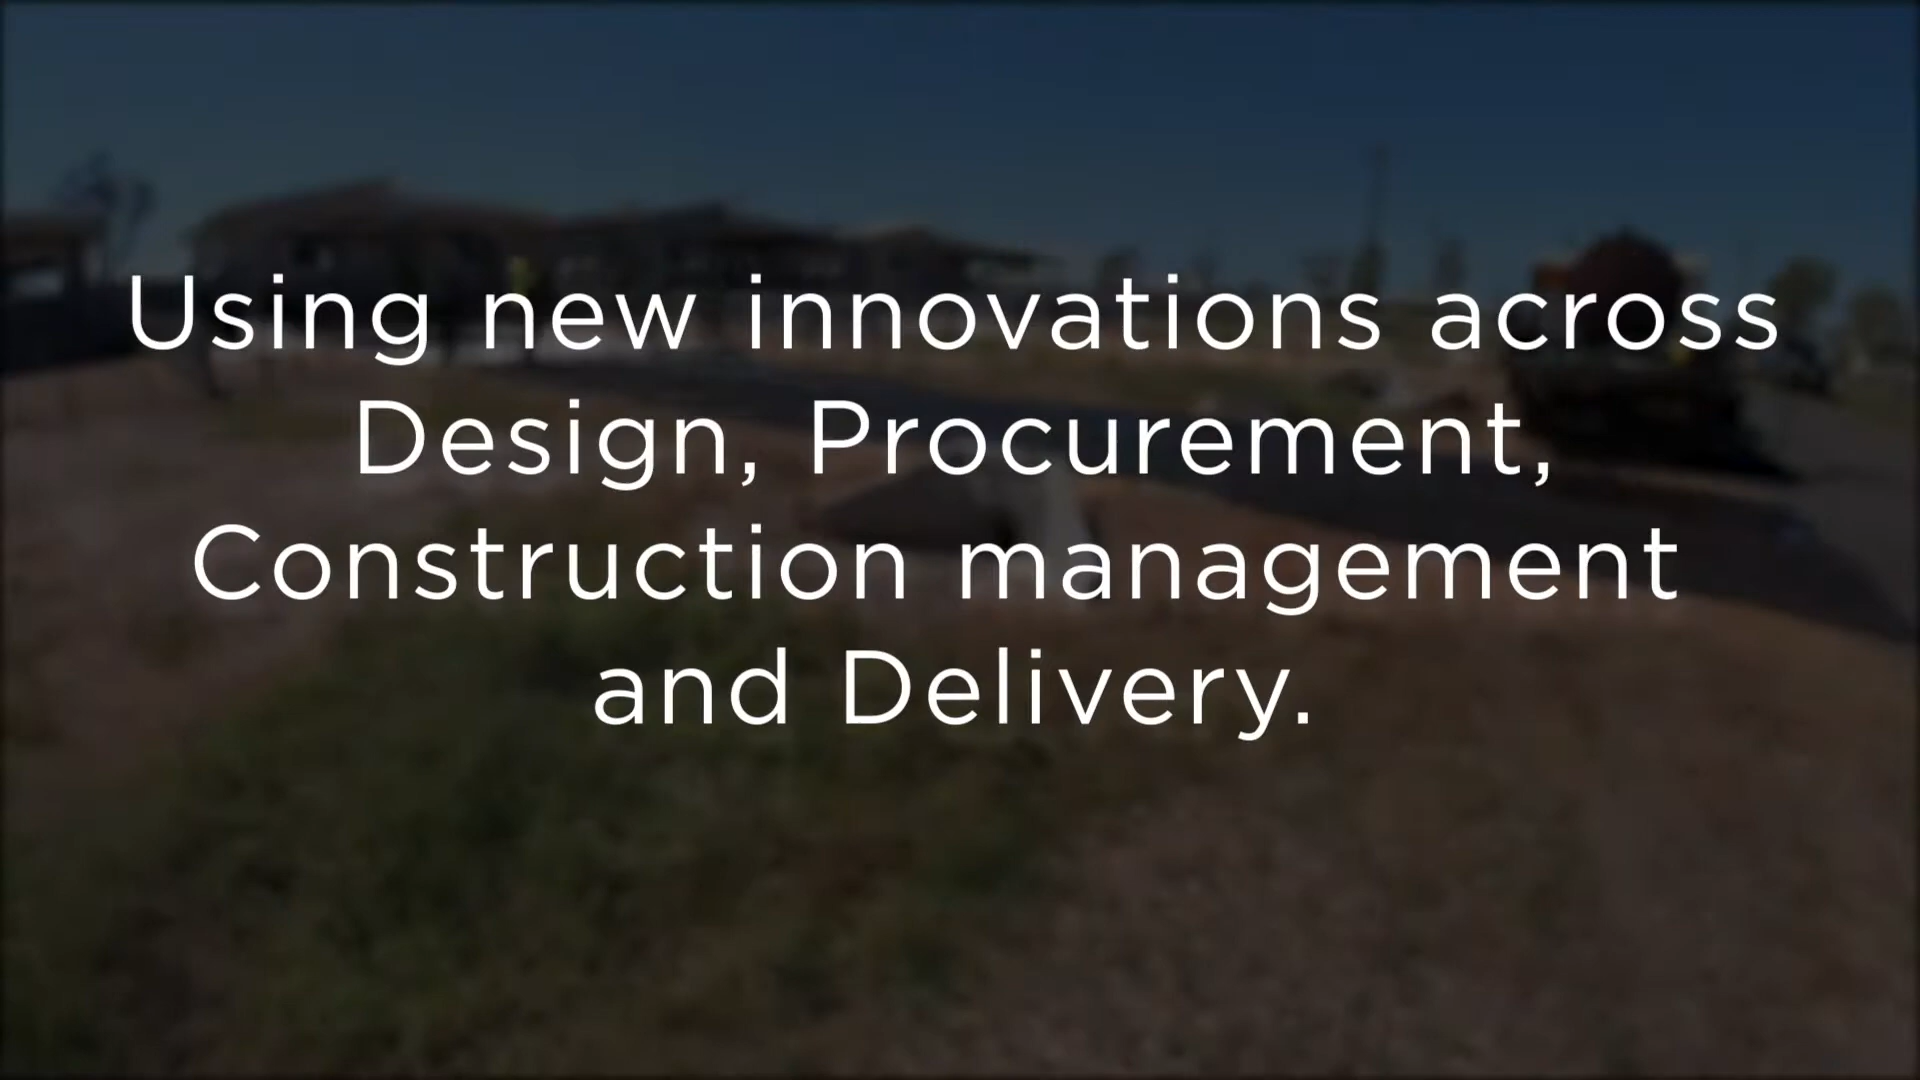 Using new innovations across
Design, Procurement,
Construction management
and Delivery.